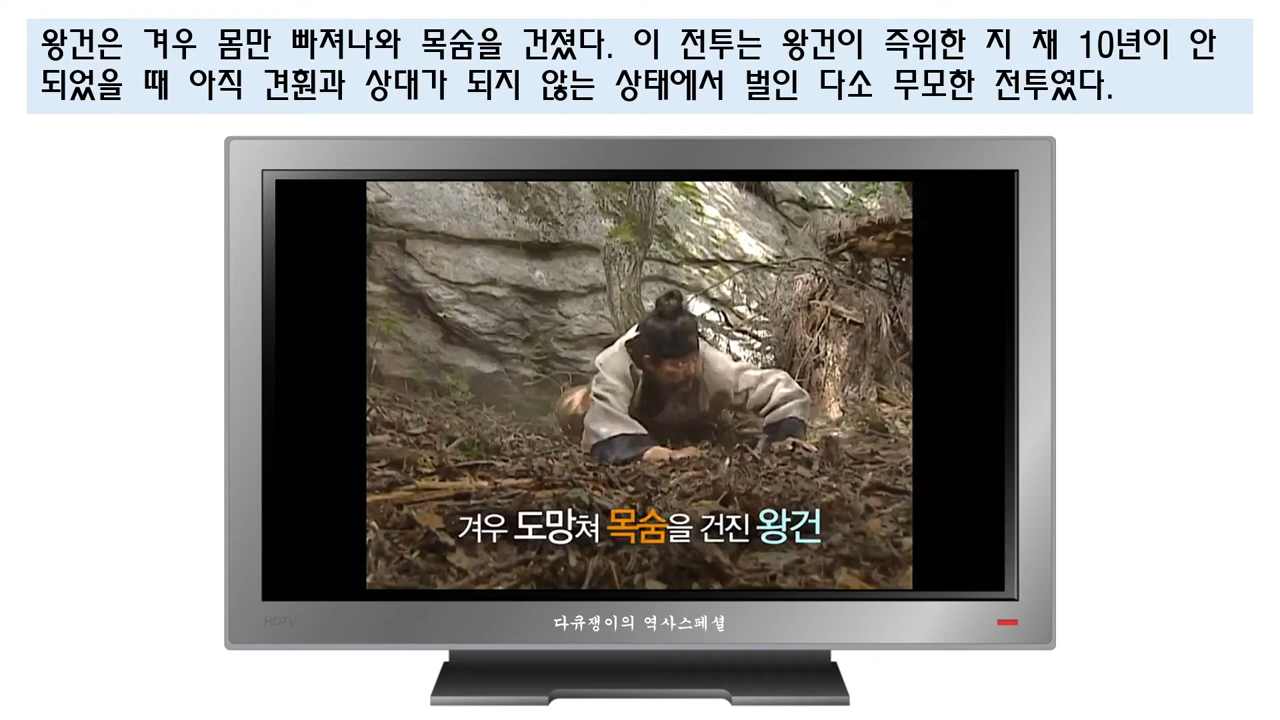 왕건은 겨우 몸만 빠져나와 목숨을 건졌다. 이 전투는 왕건이 즉위한 지 채 10년이 안
되었을 때 아직 견훤과 상대가 되지 않는 상태에서 벌인 다소 무모한 전투였다.
겨우 도망쳐 목숨을 건진 왕건
HDTV
다큐쟁이의 역사스페셜